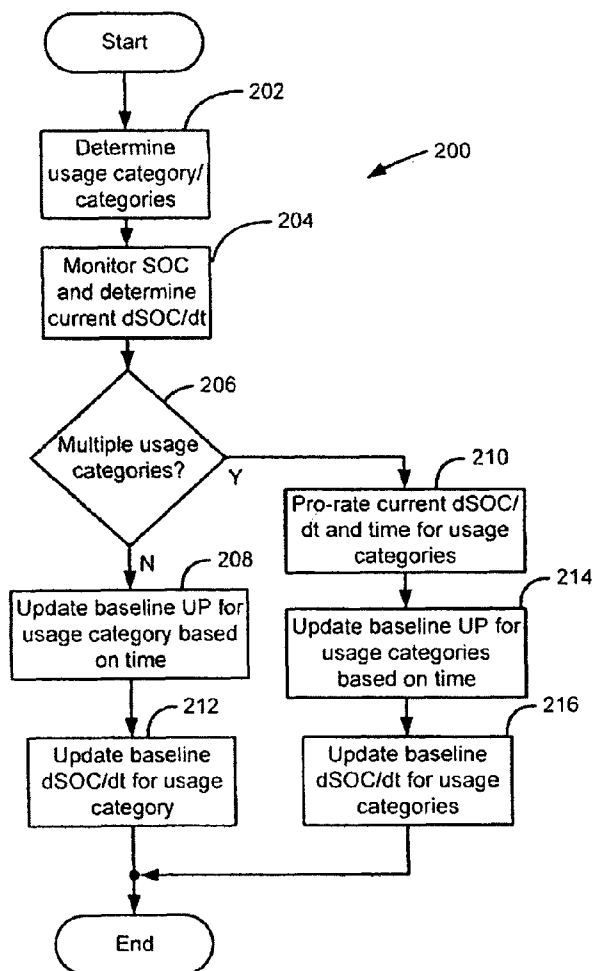 Start
202
Determine
usage category/
categories
200
204
Monitor SOC
and determine
current dSOC/dt
206
Multiple usage
categories?
Y
N
210
Pro-rate current dSOC/
dt and time for usage
categories
208
Update baseline UP for
usage category based
on time
214
Update baseline UP for
usage categories
based on time
212
Update baseline
dSOC/dt for usage
category
216
Update baseline
dSOC/dt for usage
categories
End